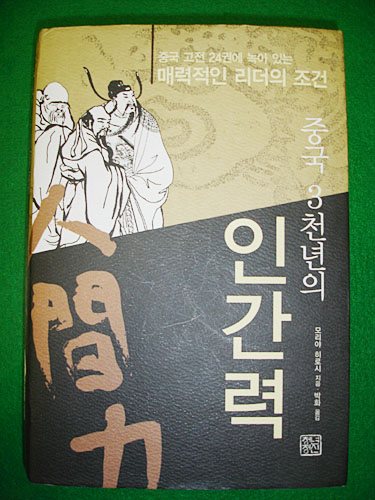 중국 고전 24권에 녹아 있는
매력적인 리더의 조건
중국 3천년의
인간력
人間力
모리야 히로시 지음
박화 옮김